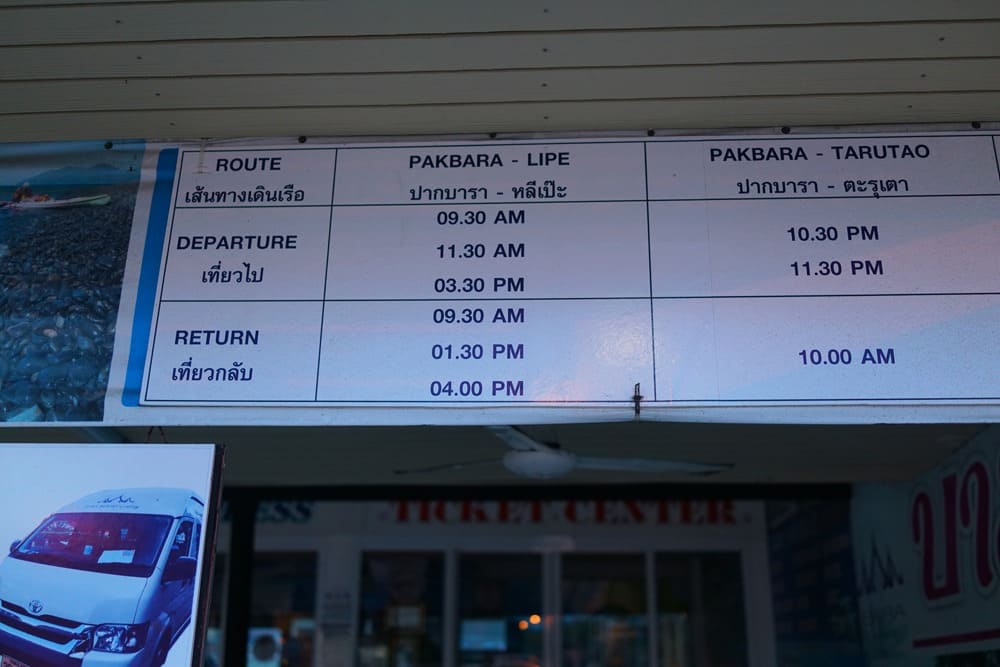 ROUTE
เส้นทางเดินเรือ
PAKBARA - LIPE
ปากบารา - หลีเป๊ะ
PAKBARA - TARUTAO
ปากบารา - ตะรุเตา
DEPARTURE
เที่ยวไป
09.30 AM
11.30 AM
03.30 PM
10.30 PM
11.30 PM
RETURN
เที่ยวกลับ
09.30 AM
01.30 PM
04.00 PM
10.00 AM
TICKET CENTER